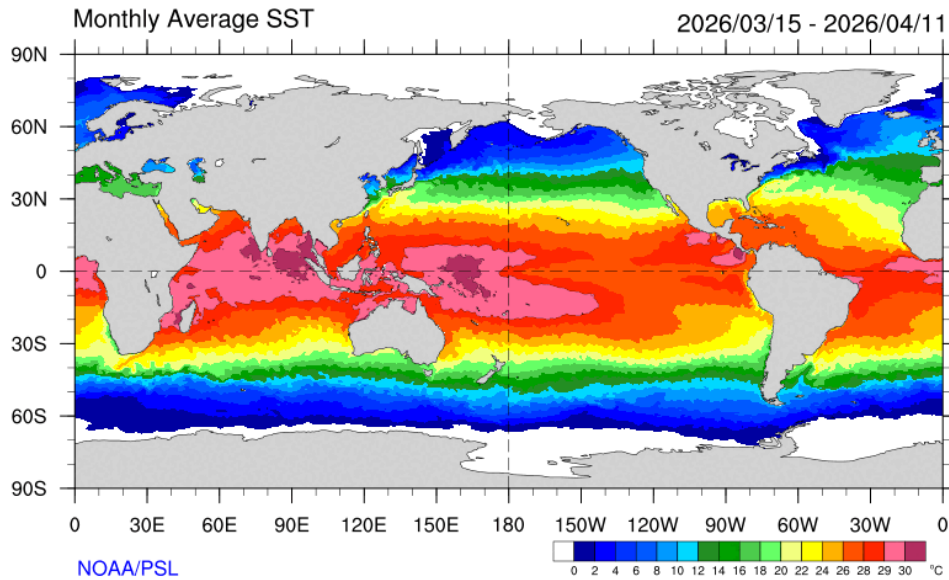 Monthly Average SST 2026/03/15 - 2026/04/11
90N
60N
30N
0
30S
60S
90S
0 30E 60E 90E 120E 150E 180 150W 120W 90W 60W 30W 0
NOAA/PSL
0 2 4 6 8 10 12 14 16 18 20 22 24 26 28 29 30 °C